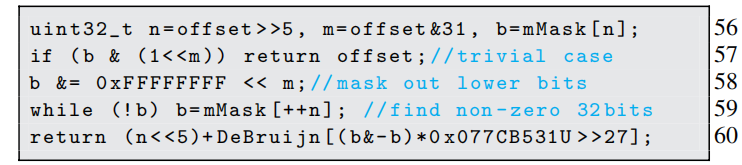 uint32_t n=offset>>5, m=offset&31, b=mMask[n]; 56
if (b & (1<<m)) return offset;//trivial case 57
b &= 0xFFFFFFFF << m;//mask out lower bits 58
while (!b) b=mMask[++n]; //find non-zero 32bits 59
return (n<<5)+DeBruijn[(b&-b)*0x077CB531U>>27]; 60